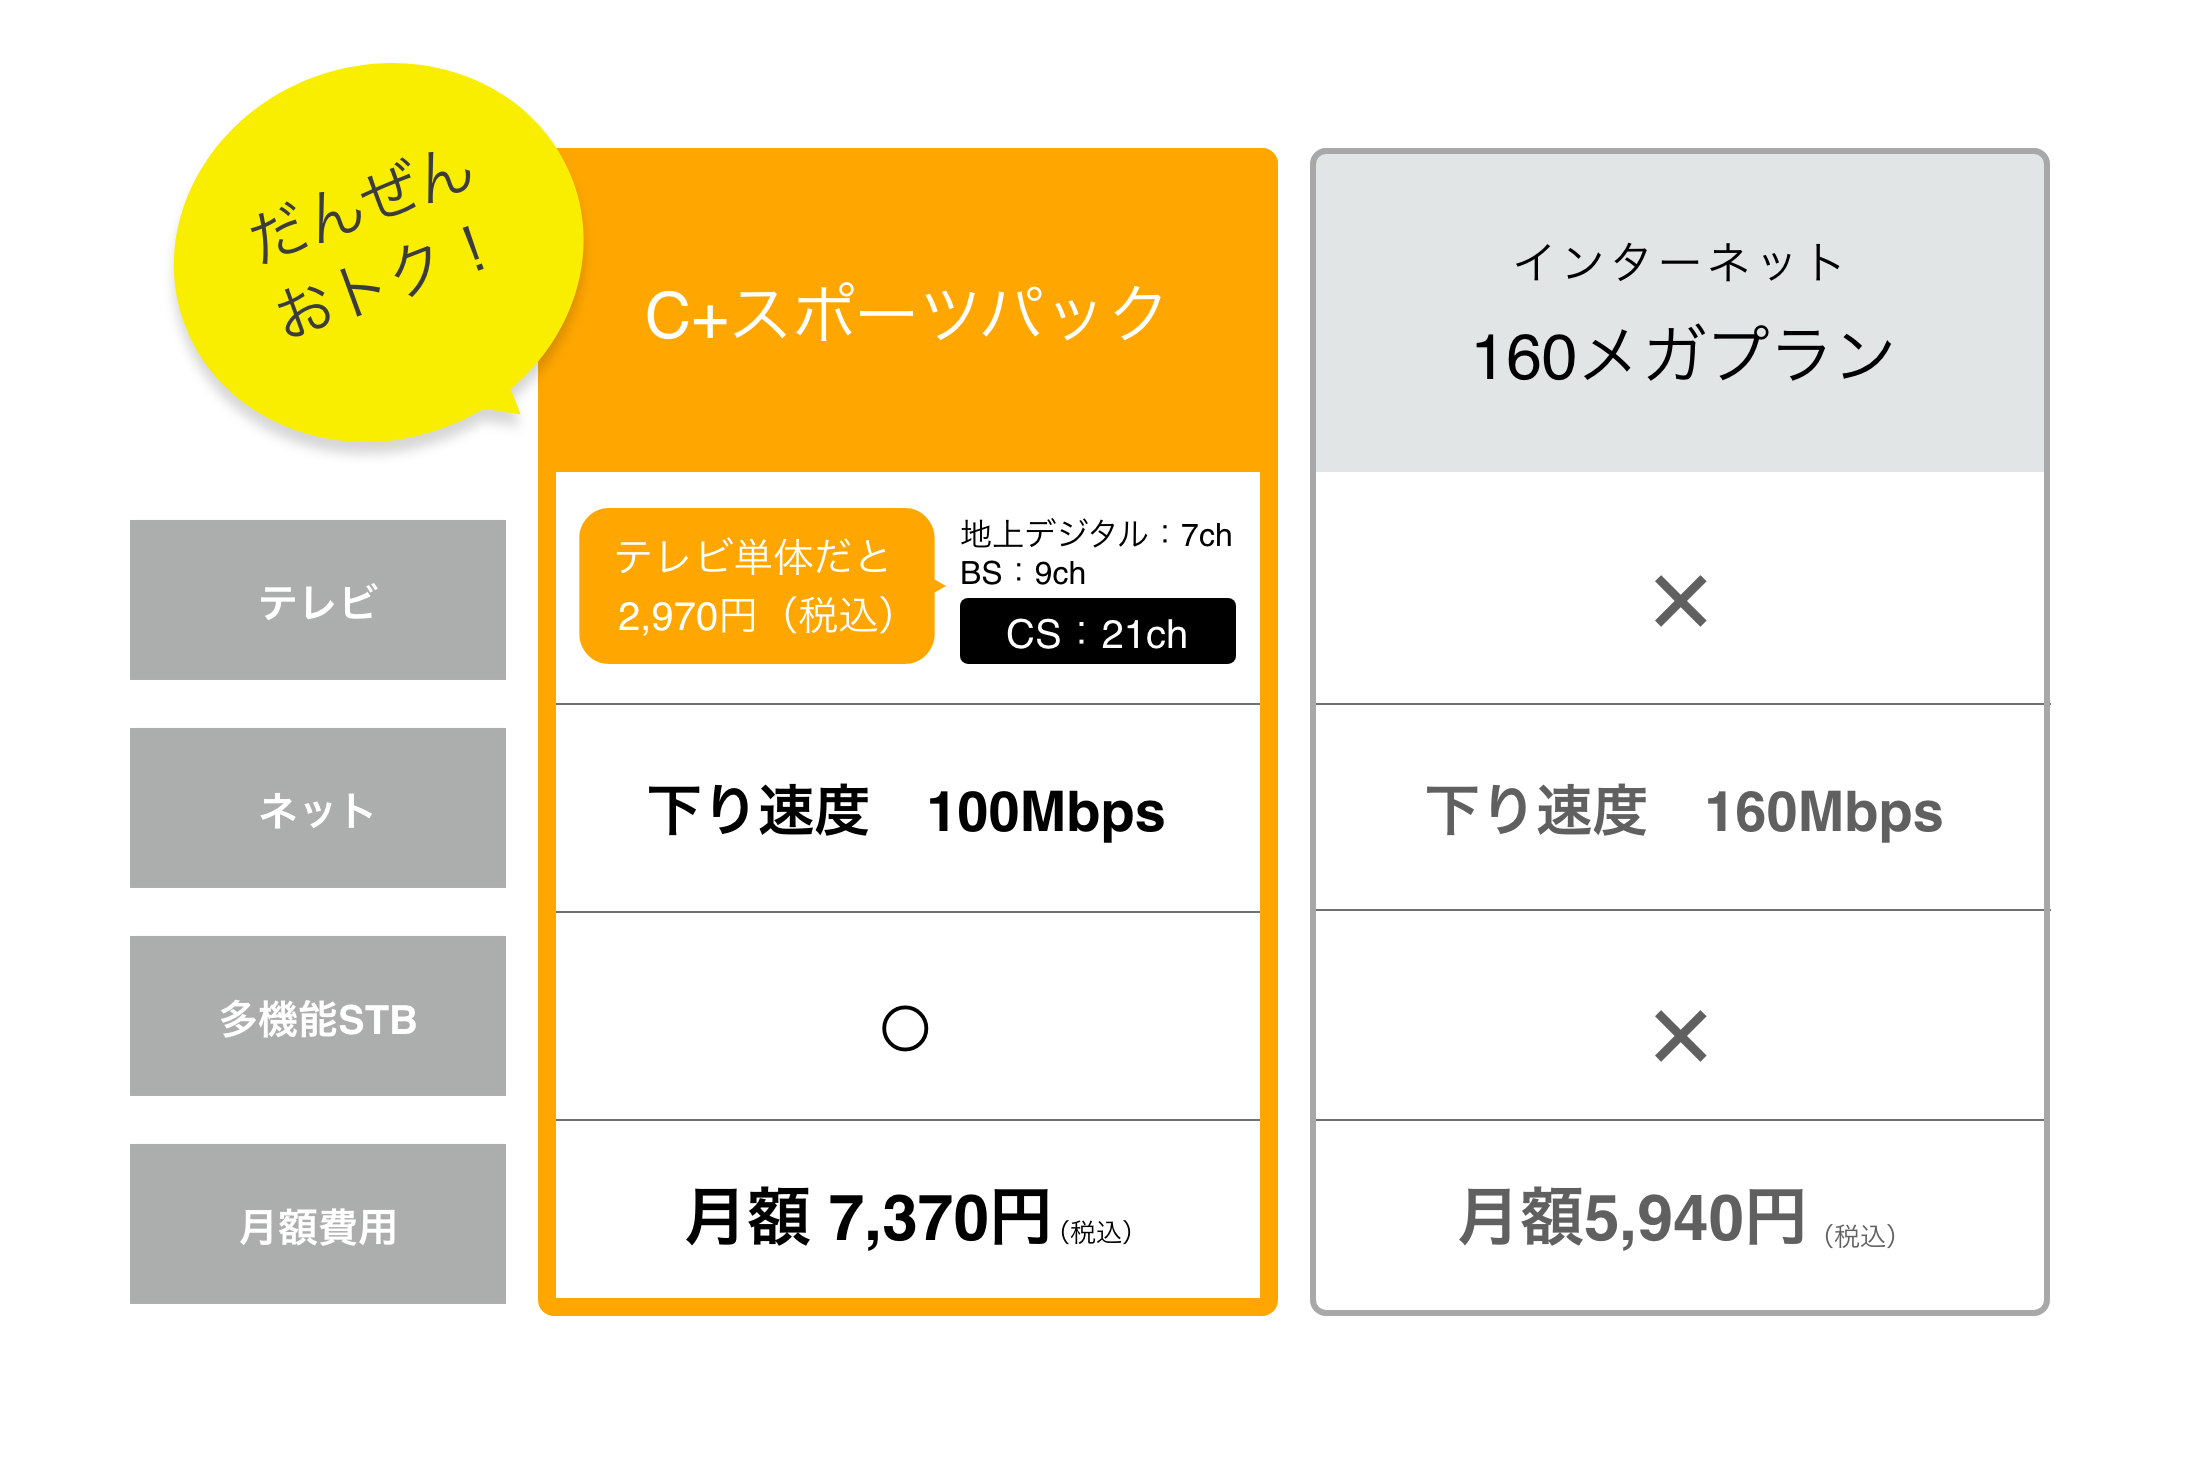 だんぜん
おトク！
C+スポーツパック
インターネット
160メガプラン
テレビ
テレビ単体だと
2,970円（税込）
地上デジタル：7ch
BS：9ch
CS：21ch
×
ネット
下り速度　100Mbps
下り速度　160Mbps
多機能STB
○
×
月額費用
月額 7,370円（税込）
月額5,940円（税込）